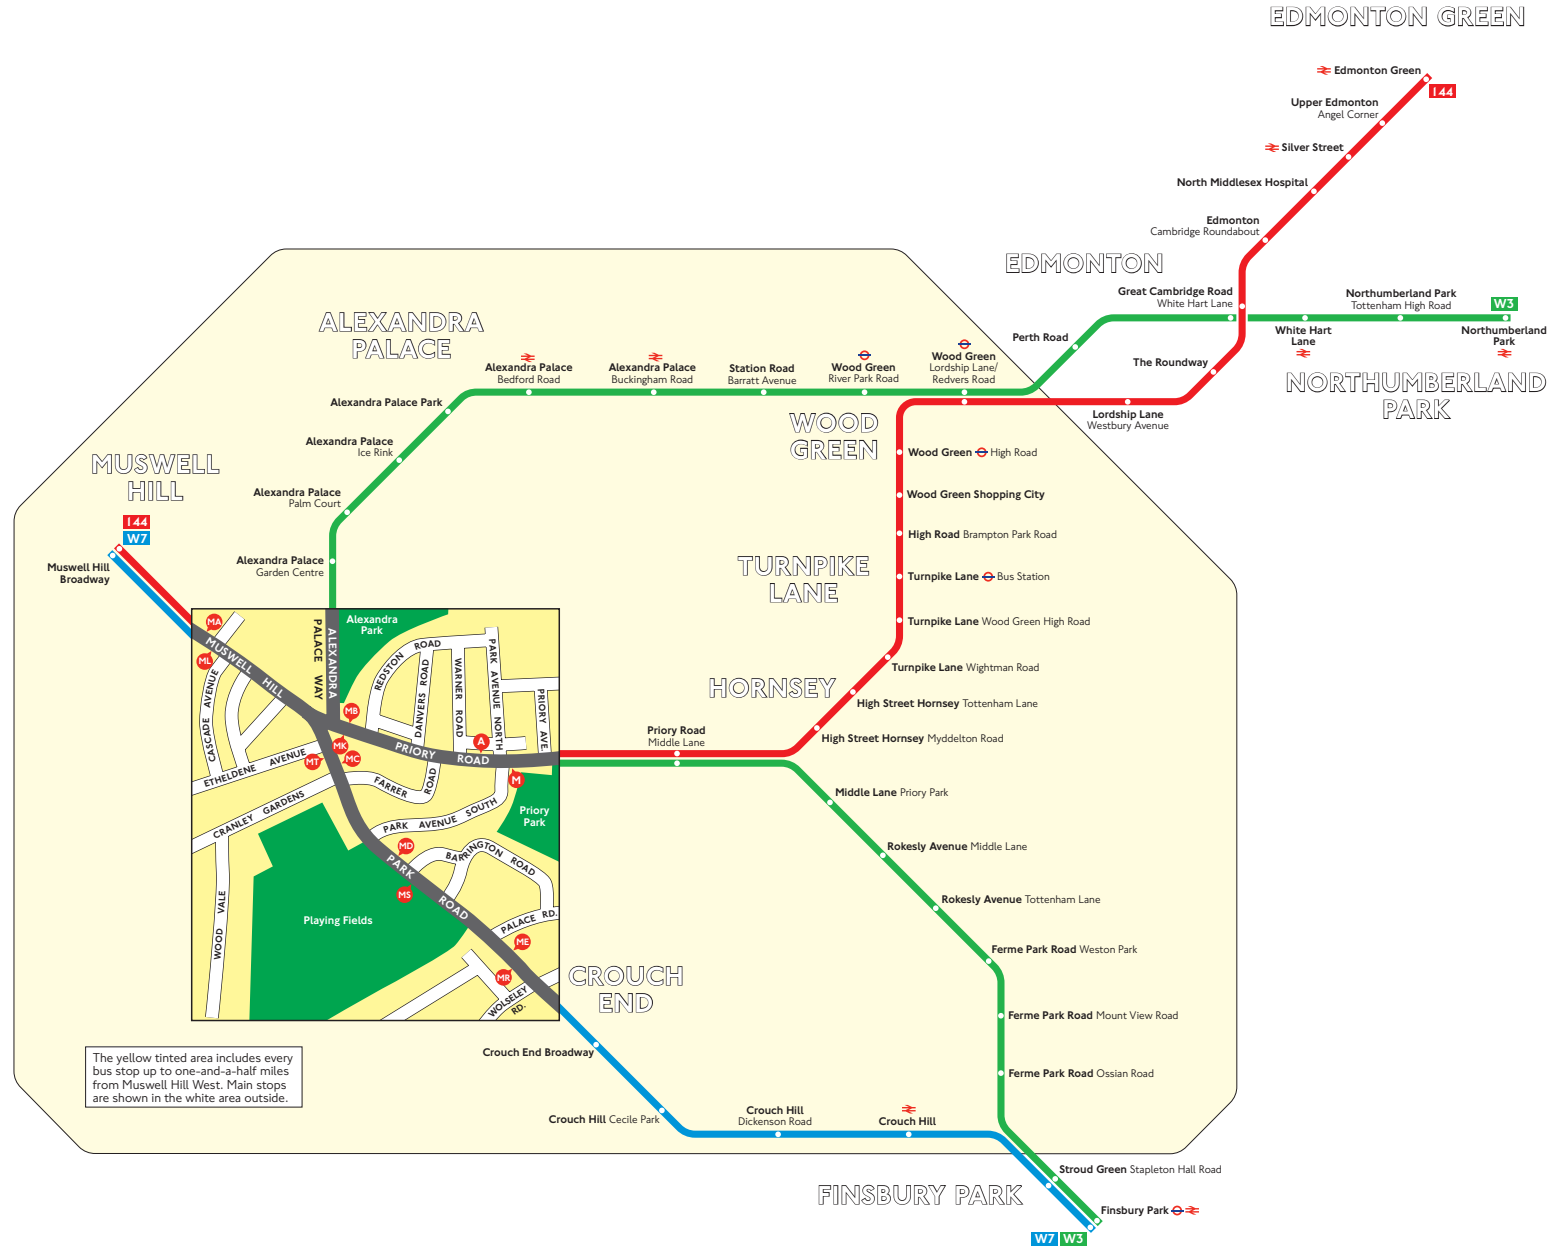 EDMONTON GREEN
Edmonton Green
144
Upper Edmonton
Angel Corner
Silver Street
North Middlesex Hospital
Edmonton
Cambridge Roundabout
EDMONTON
Great Cambridge Road
White Hart Lane
Northumberland Park
Tottenham High Road
W3
White Hart
Lane
Northumberland
Park
NORTHUMBERLAND
PARK
Perth Road
The Roundway
Lordship Lane
Westbury Avenue
ALEXANDRA
PALACE
Alexandra Palace
Bedford Road
Alexandra Palace
Buckingham Road
Station Road
Barratt Avenue
Wood Green
River Park Road
Wood Green
Lordship Lane/
Redvers Road
Alexandra Palace Park
Alexandra Palace
Ice Rink
Alexandra Palace
Palm Court
Alexandra Palace
Garden Centre
WOOD
GREEN
Wood Green High Road
Wood Green Shopping City
High Road Brampton Park Road
TURNPIKE
LANE
Turnpike Lane Bus Station
Turnpike Lane Wood Green High Road
Turnpike Lane Wightman Road
HORNSEY
High Street Hornsey Tottenham Lane
High Street Hornsey Myddelton Road
Priory Road
Middle Lane
MUSWELL
HILL
144
W7
Muswell Hill
Broadway
MA
ML
MUSWELL HILL
ALEXANDRA
PALACE WAY
Alexandra
Park
REDSTON ROAD
DANVERS ROAD
WARNER ROAD
PARK AVENUE NORTH
PRIORY AVE.
CASCADE AVENUE
ETHELDENE AVENUE
MB
MK
MC
MT
A
M
PRIORY ROAD
CRANLEY GARDENS
FARRER ROAD
PARK AVENUE SOUTH
Priory
Park
MD
MS
BARRINGTON ROAD
PARK ROAD
WOOD VALE
Playing Fields
PALACE RD.
ME
MR
WOLSELEY
RD.
Middle Lane Priory Park
Rokesly Avenue Middle Lane
Rokesly Avenue Tottenham Lane
Ferme Park Road Weston Park
Ferme Park Road Mount View Road
Ferme Park Road Ossian Road
CROUCH
END
Crouch End Broadway
Crouch Hill Cecile Park
Crouch Hill
Dickenson Road
Crouch Hill
Stroud Green Stapleton Hall Road
FINSBURY PARK
Finsbury Park
W7 W3
The yellow tinted area includes every
bus stop up to one-and-a-half miles
from Muswell Hill West. Main stops
are shown in the white area outside.